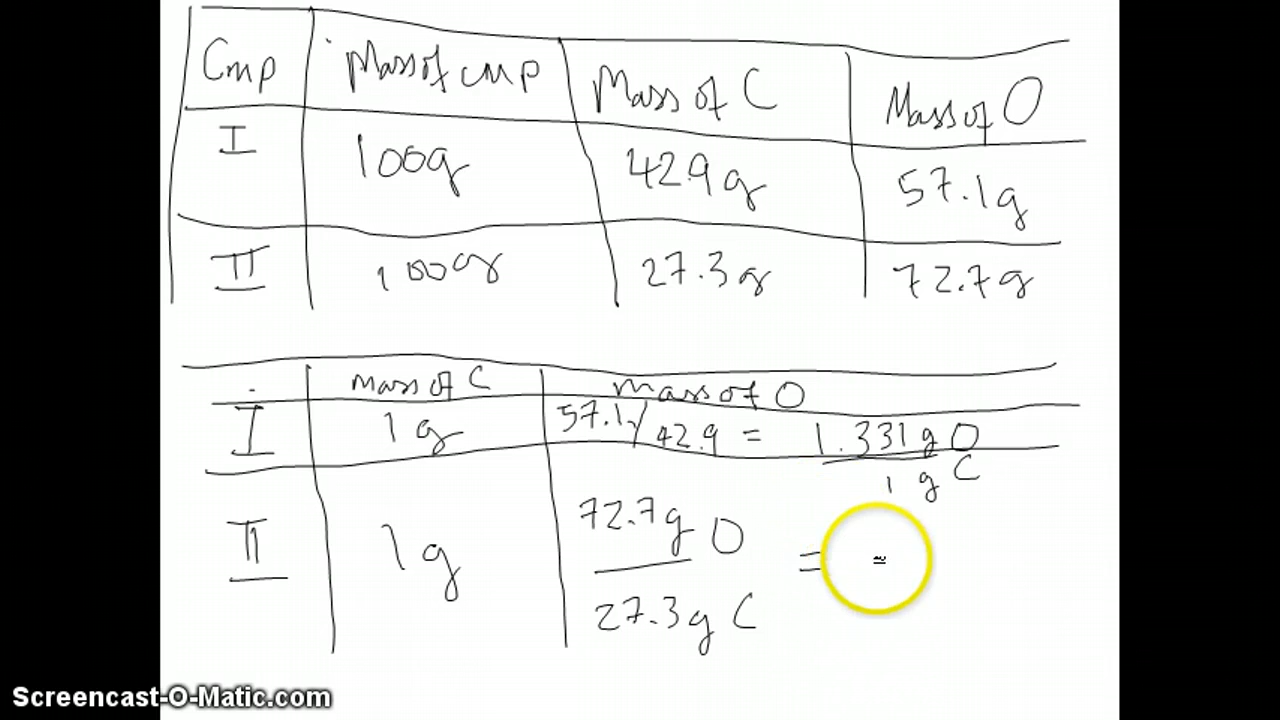 Cmp Mass of cmp Mass of C Mass of O
I 100g 42.9g 57.1g
II 100g 27.3g 72.7g
mass of C mass of O
I 1g 57.1/42.9 = 1.331g O
1 g C
II 1g 72.7g O =
27.3g C
Screencast-O-Matic.com